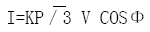 I=KP/√3 V COSΦ